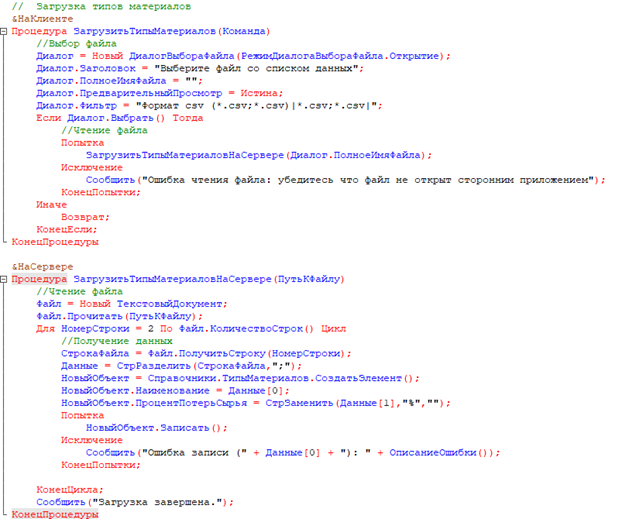 //  Загрузка типов материалов
&НаКлиенте
Процедура ЗагрузитьТипыМатериалов(Команда)
//Выбор файла
Диалог = Новый ДиалогВыбораФайла(РежимДиалогаВыбораФайла.Открытие);
Диалог.Заголовок = "Выберите файл со списком данных";
Диалог.ПолноеИмяФайла = "";
Диалог.ПредварительныйПросмотр = Истина;
Диалог.Фильтр = "Формат csv (*.csv;*.csv)|*.csv;*.csv|";
Если Диалог.Выбрать() Тогда
//Чтение файла
Попытка
ЗагрузитьТипыМатериаловНаСервере(Диалог.ПолноеИмяФайла);
Исключение
Сообщить("Ошибка чтения файла: убедитесь что файл не открыт сторонним приложением");
КонецПопытки;
Иначе
Возврат;
КонецЕсли;
КонецПроцедуры
&НаСервере
Процедура ЗагрузитьТипыМатериаловНаСервере(ПутьКФайлу)
//Чтение файла
Файл = Новый ТекстовыйДокумент;
Файл.Прочитать(ПутьКФайлу);
Для НомерСтроки = 2 По Файл.КоличествоСтрок() Цикл
//Получение данных
СтрокаФайла = Файл.ПолучитьСтроку(НомерСтроки);
Данные = СтрРазделить(СтрокаФайла,";");
НовыйОбъект = Справочники.ТипыМатериалов.СоздатьЭлемент();
НовыйОбъект.Наименование = Данные[0];
НовыйОбъект.ПроцентПотерьСырья = СтрЗаменить(Данные[1],"%","");
Попытка
НовыйОбъект.Записать();
Исключение
Сообщить("Ошибка записи (" + Данные[0] + "): " + ОписаниеОшибки());
КонецПопытки;
КонецЦикла;
Сообщить("Загрузка завершена.");
КонецПроцедуры